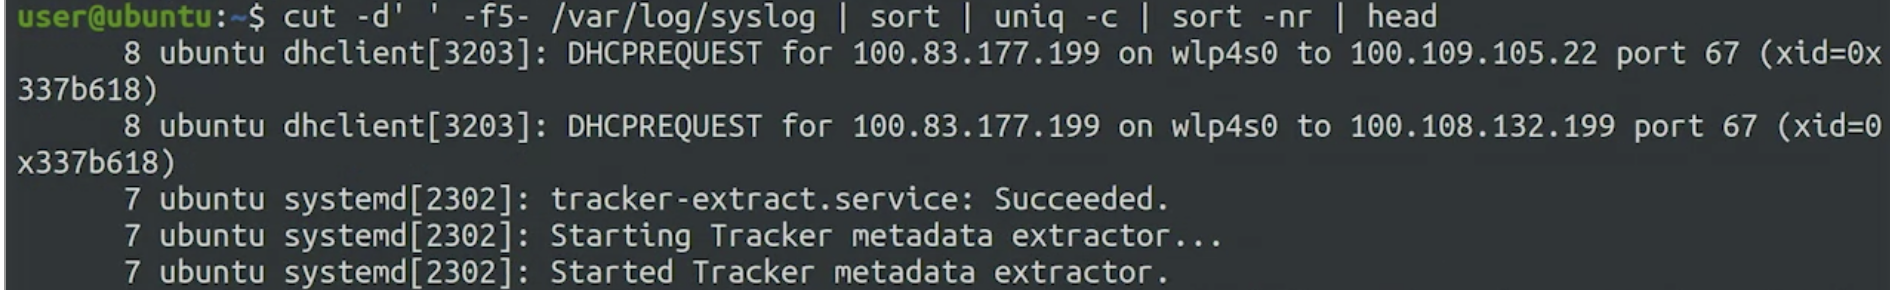 user@ubuntu:~$ cut -d' ' -f5- /var/log/syslog | sort | uniq -c | sort -nr | head
      8 ubuntu dhclient[3203]: DHCPREQUEST for 100.83.177.199 on wlp4s0 to 100.109.105.22 port 67 (xid=0x
337b618)
      8 ubuntu dhclient[3203]: DHCPREQUEST for 100.83.177.199 on wlp4s0 to 100.108.132.199 port 67 (xid=0
x337b618)
      7 ubuntu systemd[2302]: tracker-extract.service: Succeeded.
      7 ubuntu systemd[2302]: Starting Tracker metadata extractor...
      7 ubuntu systemd[2302]: Started Tracker metadata extractor.